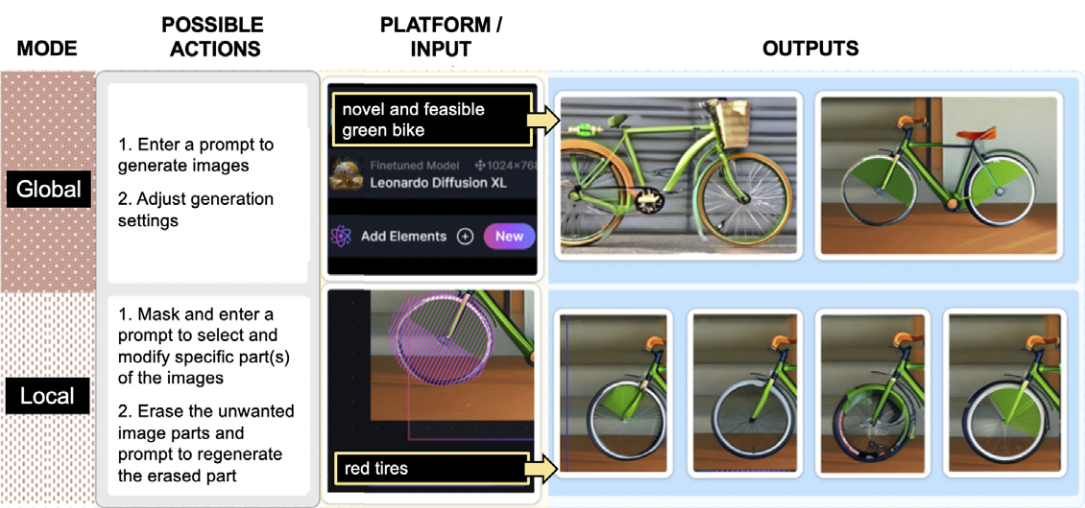 MODE
POSSIBLE
ACTIONS
PLATFORM /
INPUT
OUTPUTS
Global
1. Enter a prompt to
generate images
2. Adjust generation
settings
novel and feasible
green bike
Finetuned Model
1024×768
Leonardo Diffusion XL
Add Elements
New
Local
1. Mask and enter a
prompt to select and
modify specific part(s)
of the images
2. Erase the unwanted
image parts and
prompt to regenerate
the erased part
red tires